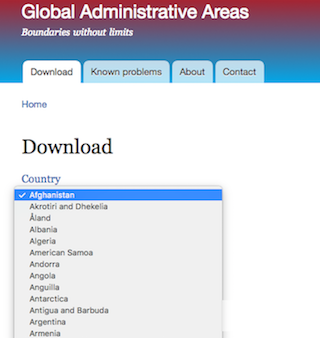 Global Administrative Areas
Boundaries without limits
Download Known problems About Contact
Home
Download
Country
✓ Afghanistan
Akrotiri and Dhekelia
Åland
Albania
Algeria
American Samoa
Andorra
Angola
Anguilla
Antarctica
Antigua and Barbuda
Argentina
Armenia